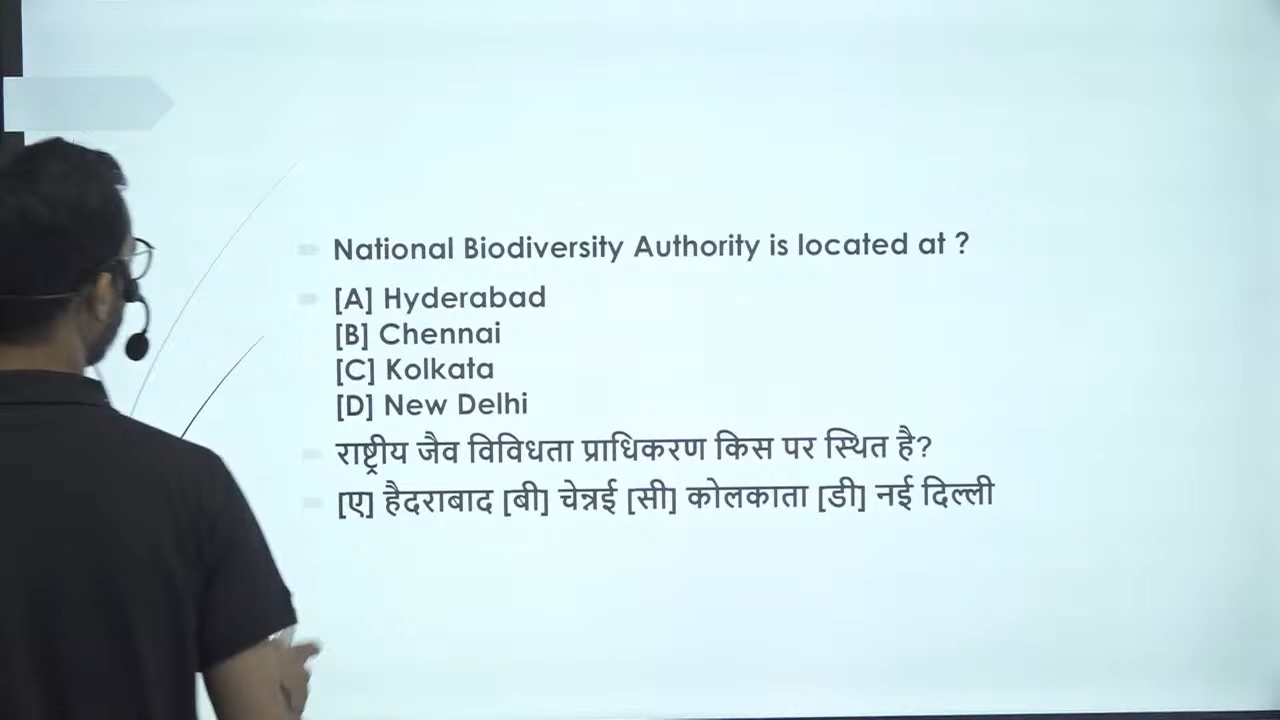 National Biodiversity Authority is located at ?
[A] Hyderabad
[B] Chennai
[C] Kolkata
[D] New Delhi
राष्ट्रीय जैव विविधता प्राधिकरण किस पर स्थित है?
[ए] हैदराबाद [बी] चेन्नई [सी] कोलकाता [डी] नई दिल्ली